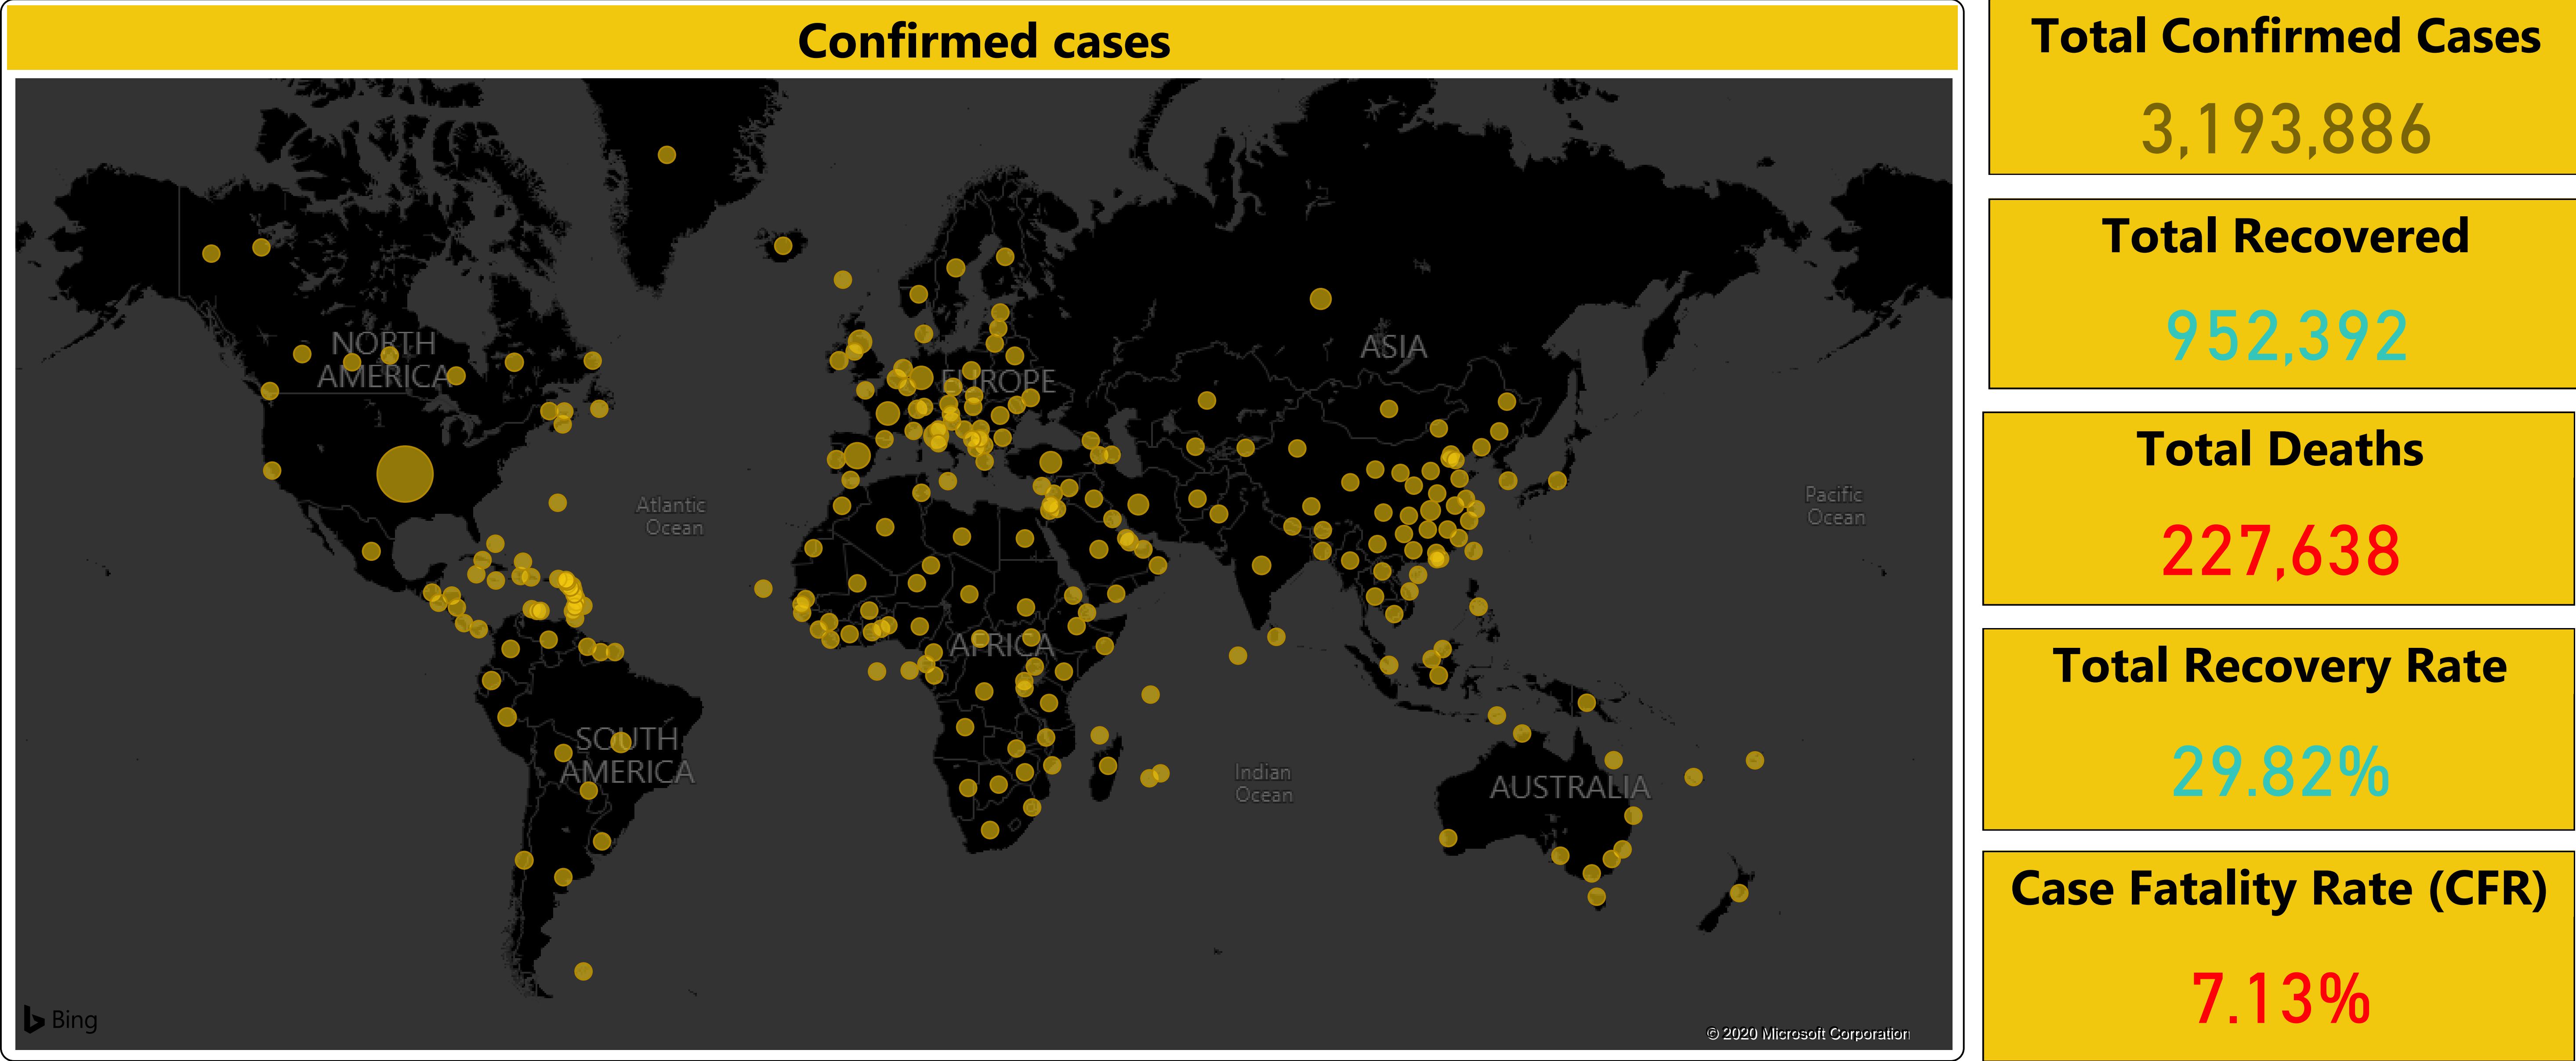 Confirmed cases
NORTH
AMERICA
EUROPE
ASIA
Atlantic
Ocean
Pacific
Ocean
AFRICA
SOUTH
AMERICA
Indian
Ocean
AUSTRALIA
Bing
© 2020 Microsoft Corporation
Total Confirmed Cases
3,193,886
Total Recovered
952,392
Total Deaths
227,638
Total Recovery Rate
29.82%
Case Fatality Rate (CFR)
7.13%